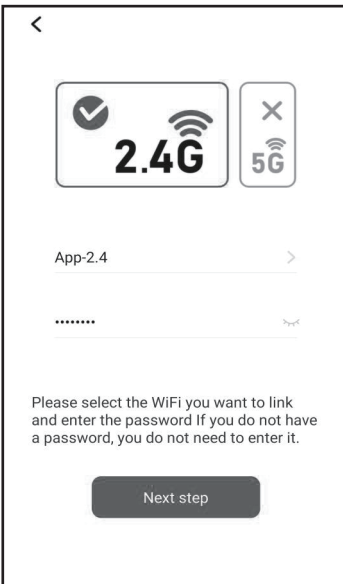 2.4G
5G
App-2.4
••••••••
Please select the WiFi you want to link
and enter the password If you do not have
a password, you do not need to enter it.
Next step